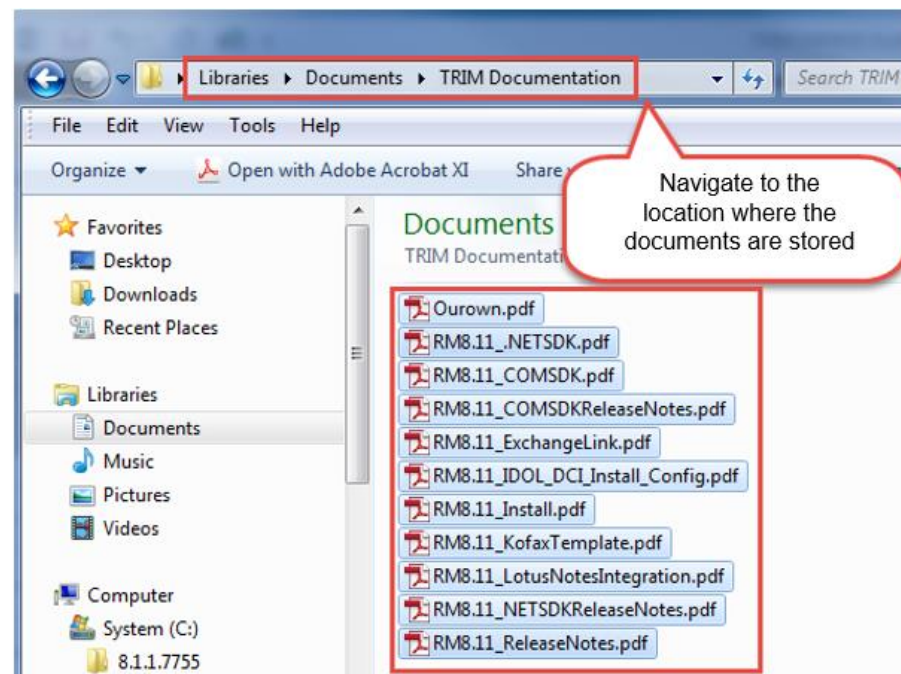 Libraries Documents TRIM Documentation
Search TRIM
File Edit View Tools Help
Organize Open with Adobe Acrobat XI Share
Navigate to the
location where the
documents are stored
Favorites
Desktop
Downloads
Recent Places
Libraries
Documents
Music
Pictures
Videos
Computer
System (C:)
8.1.1.7755
Documents
TRIM Documentati
Ourown.pdf
RM8.11_.NETSDK.pdf
RM8.11_COMSDK.pdf
RM8.11_COMSDKReleaseNotes.pdf
RM8.11_ExchangeLink.pdf
RM8.11_IDOL_DCI_Install_Config.pdf
RM8.11_Install.pdf
RM8.11_KofaxTemplate.pdf
RM8.11_LotusNotesIntegration.pdf
RM8.11_NETSDKReleaseNotes.pdf
RM8.11_ReleaseNotes.pdf